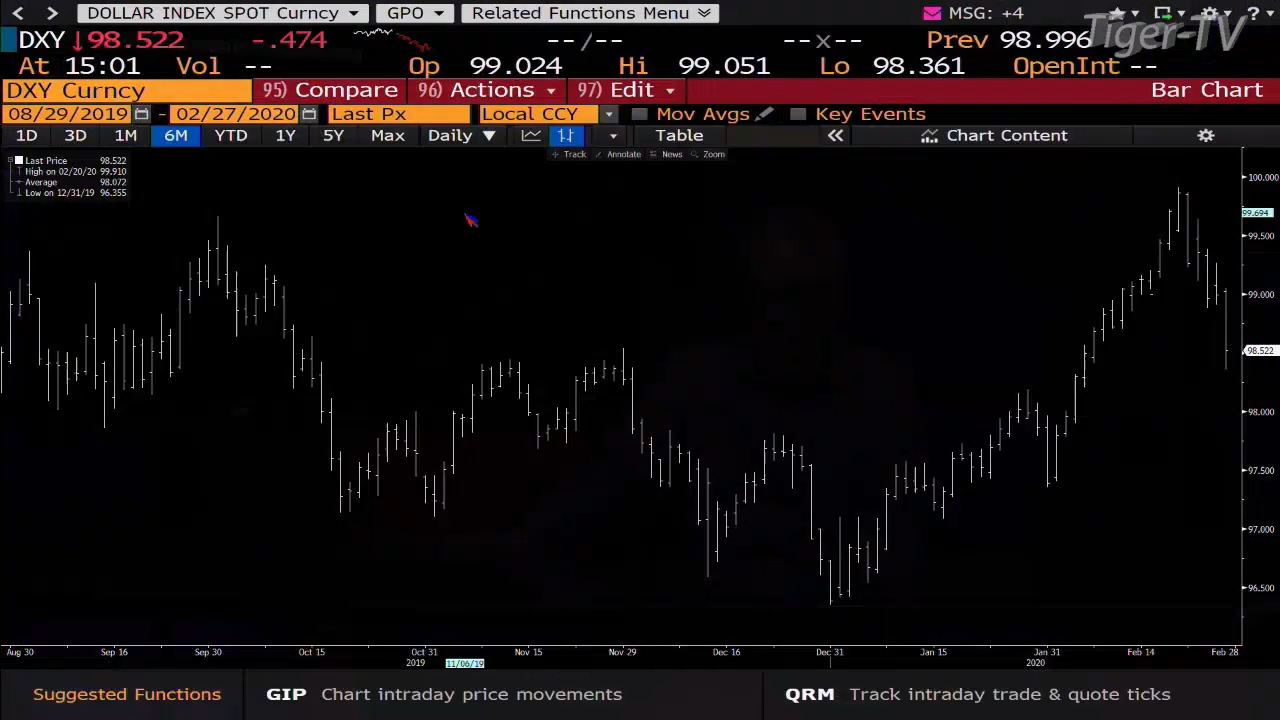 DOLLAR INDEX SPOT Curncy GPO Related Functions Menu MSG: +4 ?
Tiger-TV
DXY 98.522 -.474 --/-- --x-- Prev 98.996
At 15:01 Vol -- Op 99.024 Hi 99.051 Lo 98.361 OpenInt --
DXY Curncy 95) Compare 96) Actions 97) Edit Bar Chart
08/29/2019 - 02/27/2020 Last Px Local CCY Mov Avgs Key Events
1D 3D 1M 6M YTD 1Y 5Y Max Daily Table Chart Content
Track Annotate News Zoom
Last Price 98.522
High on 02/20/20 99.910
Average 98.072
Low on 12/31/19 96.355
100.000
99.694
99.500
99.000
98.522
98.000
97.500
97.000
96.500
Aug 30 Sep 16 Sep 30 Oct 15 Oct 31 Nov 15 Nov 29 Dec 16 Dec 31 Jan 15 Jan 31 Feb 14 Feb 28
2019 11/06/19 2020
Suggested Functions GIP Chart intraday price movements QRM Track intraday trade & quote ticks